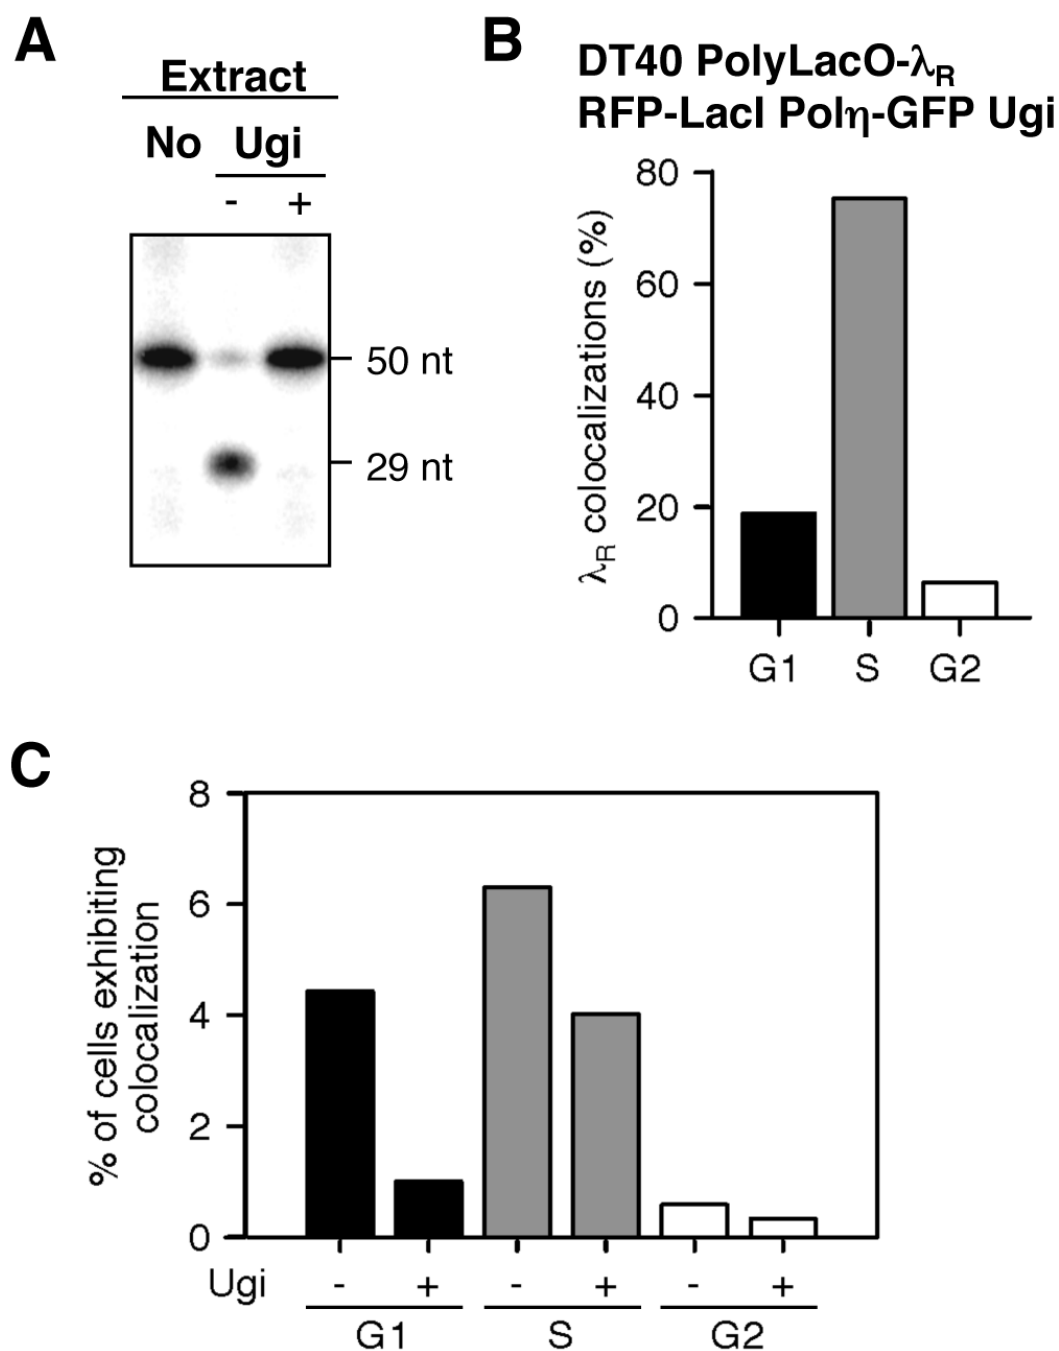 A
Extract
No Ugi
- +
50 nt
29 nt
B
DT40 PolyLacO-λR
RFP-LacI Polη-GFP Ugi
λR colocalizations (%)
80
60
40
20
0
G1 S G2
C
% of cells exhibiting
colocalization
8
6
4
2
0
Ugi - + - + - +
G1 S G2